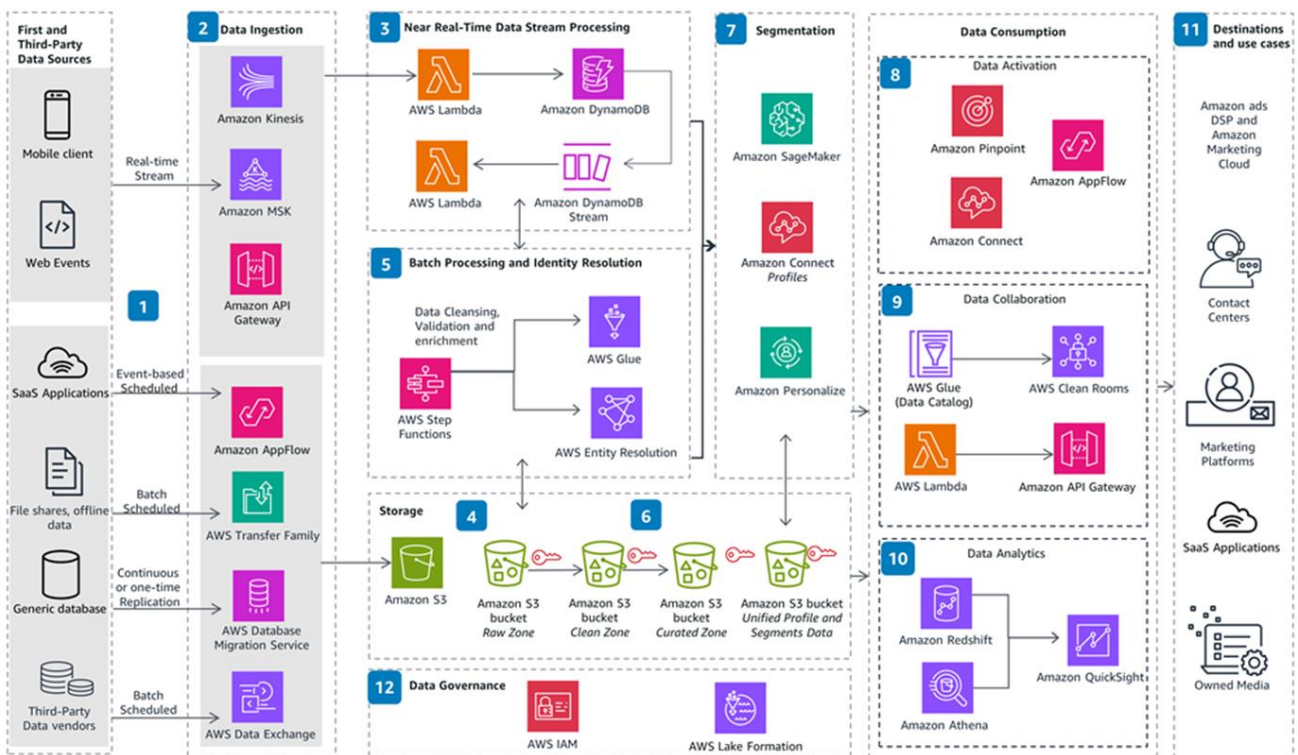 First and
Third-Party
Data Sources
Mobile client
Web Events
SaaS Applications
File shares, offline
data
Generic database
Third-Party
Data vendors
1
Real-time
Stream
Event-based
Scheduled
Batch
Scheduled
Continuous
or one-time
Replication
Batch
Scheduled
2
Data Ingestion
Amazon Kinesis
Amazon MSK
Amazon API
Gateway
Amazon AppFlow
AWS Transfer Family
AWS Database
Migration Service
AWS Data Exchange
3
Near Real-Time Data Stream Processing
AWS Lambda
Amazon DynamoDB
AWS Lambda
Amazon DynamoDB
Stream
5
Batch Processing and Identity Resolution
Data Cleansing,
Validation and
enrichment
AWS Glue
AWS Step
Functions
AWS Entity Resolution
Storage
4
6
Amazon S3
Amazon S3
bucket
Raw Zone
Amazon S3
bucket
Clean Zone
Amazon S3
bucket
Curated Zone
Amazon S3 bucket
Unified Profile and
Segments Data
12
Data Governance
AWS IAM
AWS Lake Formation
7
Segmentation
Amazon SageMaker
Amazon Connect
Profiles
Amazon Personalize
Data Consumption
8
Data Activation
Amazon Pinpoint
Amazon AppFlow
Amazon Connect
9
Data Collaboration
AWS Glue
(Data Catalog)
AWS Clean Rooms
AWS Lambda
Amazon API Gateway
10
Data Analytics
Amazon Redshift
Amazon QuickSight
Amazon Athena
11
Destinations
and use cases
Amazon ads
DSP and
Amazon
Marketing
Cloud
Contact
Centers
Marketing
Platforms
SaaS Applications
Owned Media